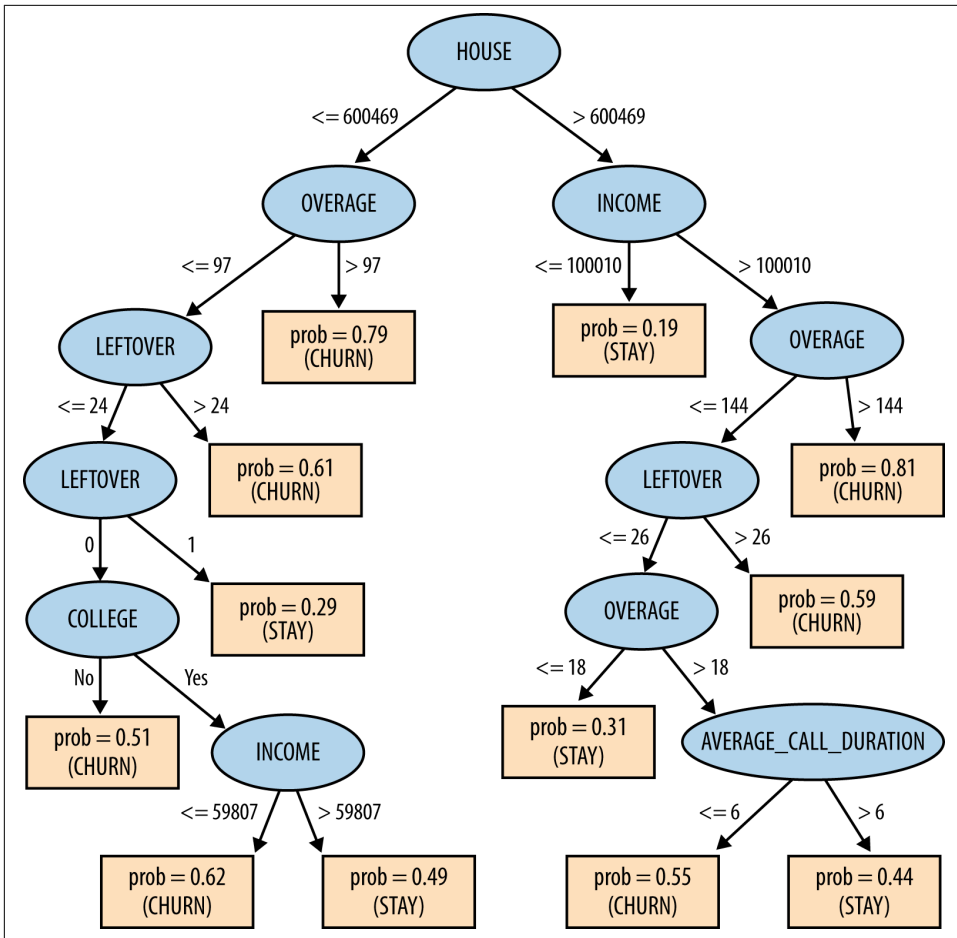 HOUSE
<= 600469
> 600469
OVERAGE
INCOME
<= 97
> 97
<= 100010
> 100010
LEFTOVER
prob = 0.79
(CHURN)
prob = 0.19
(STAY)
OVERAGE
<= 24
> 24
<= 144
> 144
LEFTOVER
prob = 0.61
(CHURN)
LEFTOVER
prob = 0.81
(CHURN)
0
1
<= 26
> 26
COLLEGE
prob = 0.29
(STAY)
OVERAGE
prob = 0.59
(CHURN)
No
Yes
<= 18
> 18
prob = 0.51
(CHURN)
INCOME
prob = 0.31
(STAY)
AVERAGE_CALL_DURATION
<= 59807
> 59807
<= 6
> 6
prob = 0.62
(CHURN)
prob = 0.49
(STAY)
prob = 0.55
(CHURN)
prob = 0.44
(STAY)